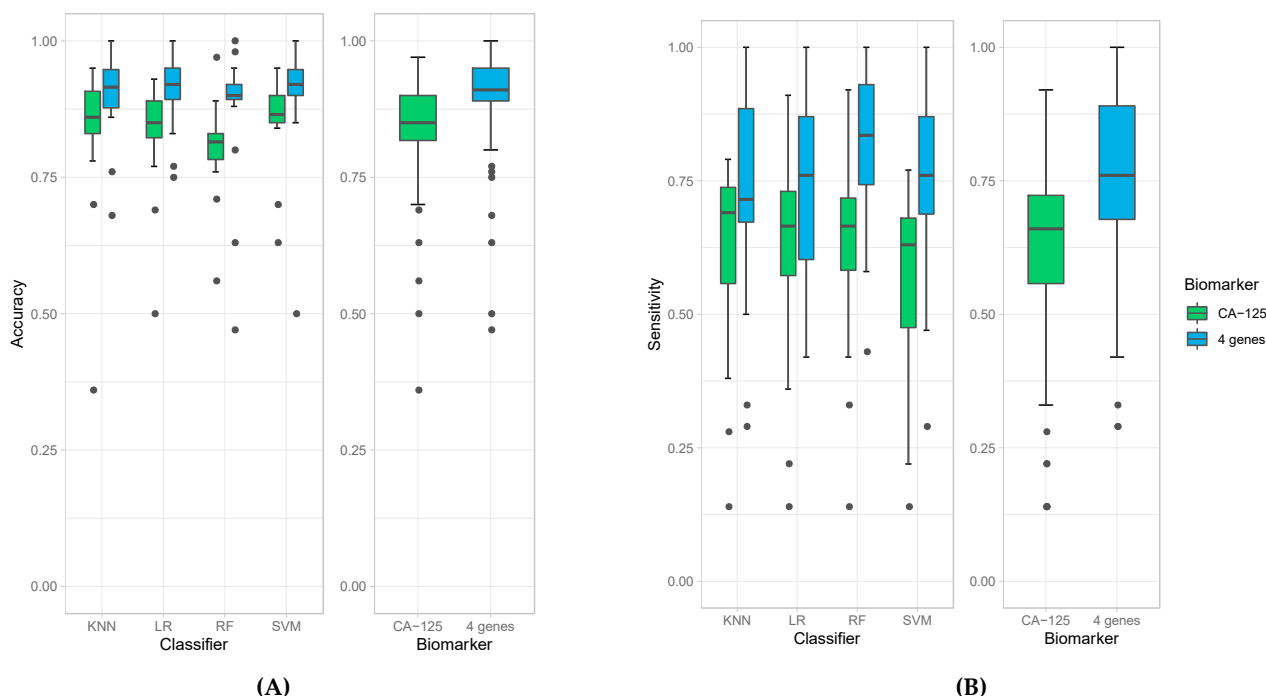 1.00
0.75
0.50
0.25
0.00
Accuracy
KNN LR RF SVM
Classifier
1.00
0.75
0.50
0.25
0.00
CA−125 4 genes
Biomarker
(A)
1.00
0.75
0.50
0.25
0.00
Sensitivity
KNN LR RF SVM
Classifier
1.00
0.75
0.50
0.25
0.00
CA−125 4 genes
Biomarker
(B)
Biomarker
CA−125
4 genes